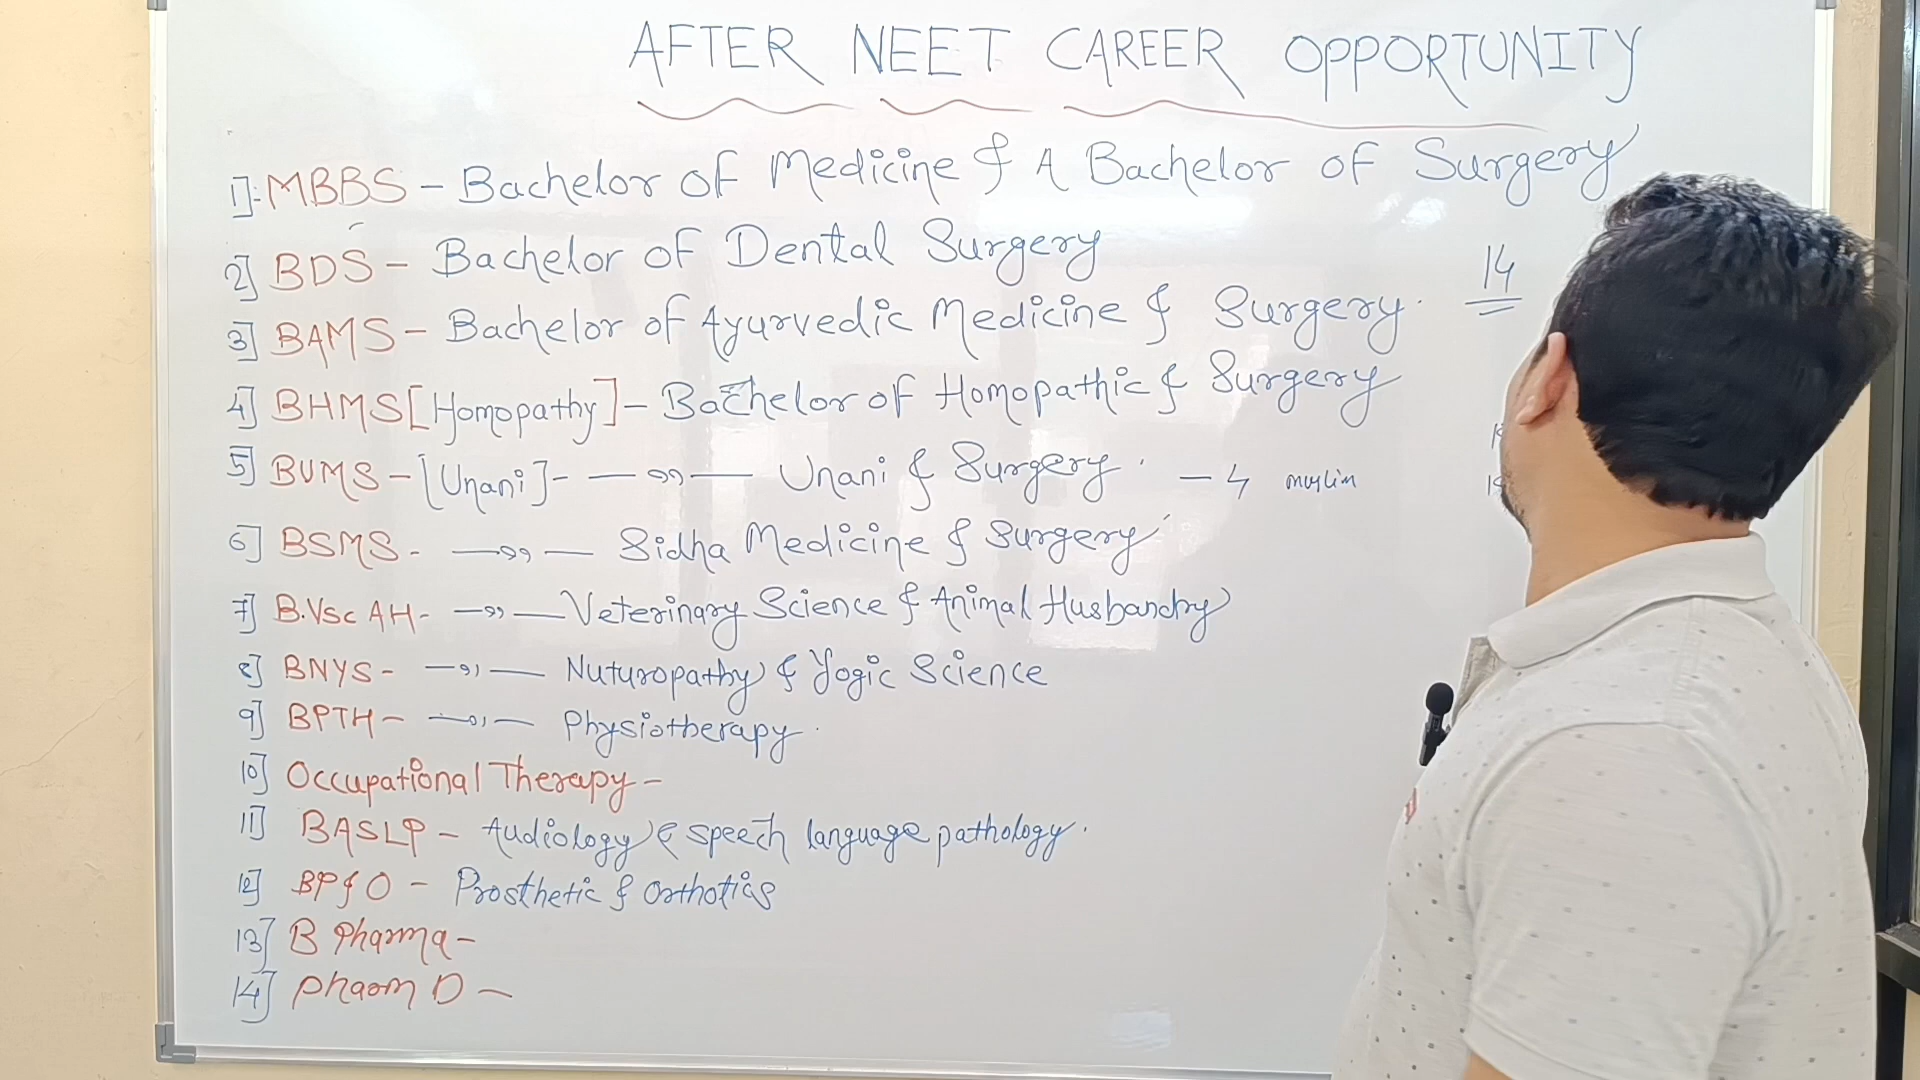 AFTER NEET CAREER OPPORTUNITY
1]. MBBS - Bachelor of Medicine & A Bachelor of Surgery
2] BDS - Bachelor of Dental Surgery
14
3] BAMS - Bachelor of Ayurvedic Medicine & Surgery.
4] BHMS [Homopathy] - Bachelor of Homopathic & Surgery
5] BUMS - [Unani] - — ,, — Unani & Surgery. - 4 muslim
6] BSMS - — ,, — Sidha Medicine & Surgery
7] B.Vsc AH - — ,, — Veterinary Science & Animal Husbandry
8] BNYS - — ,, — Nuturopathy & Yogic Science
9] BPTH - — ,, — Physiotherapy.
10] Occupational Therapy -
11] BASLP - Audiology & speech language pathology.
12] BP & O - Prosthetic & Orthotics
13] B Pharma -
14] Pharm D -